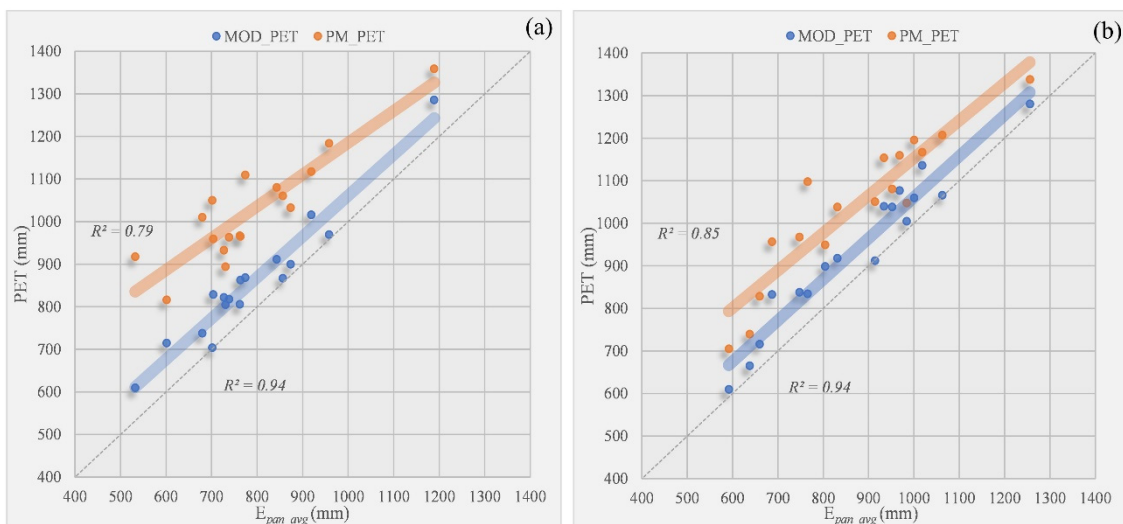 (a)
MOD_PET PM_PET
1400
1300
1200
1100
1000
900
800
700
600
500
400
PET (mm)
R² = 0.79
R² = 0.94
400 500 600 700 800 900 1000 1100 1200 1300 1400
E_pan_avg (mm)
(b)
MOD_PET PM_PET
1400
1300
1200
1100
1000
900
800
700
600
500
400
PET (mm)
R² = 0.85
R² = 0.94
400 500 600 700 800 900 1000 1100 1200 1300 1400
E_pan_avg (mm)